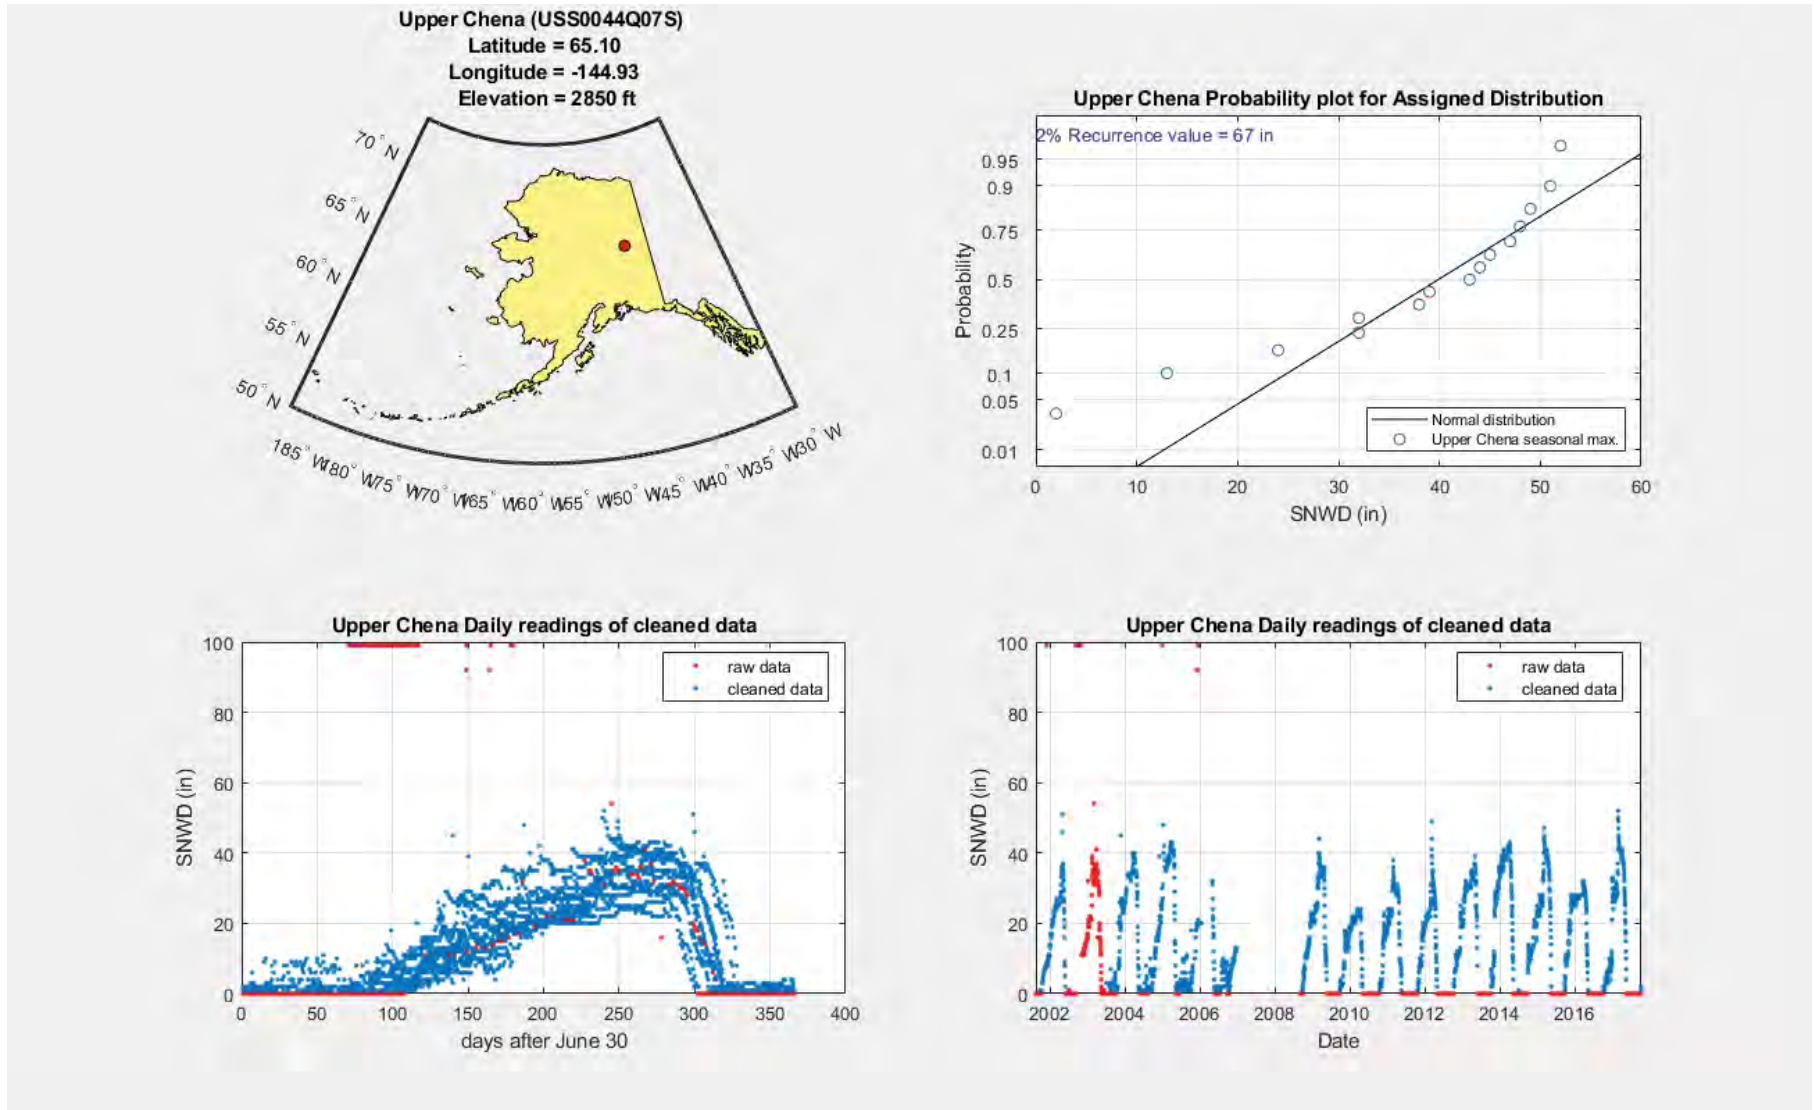 Upper Chena (USS0044Q07S)
Latitude = 65.10
Longitude = -144.93
Elevation = 2850 ft
70° N
65° N
60° N
55° N
50° N
185° W
180° W
175° W
170° W
165° W
160° W
155° W
150° W
145° W
140° W
135° W
130° W
Upper Chena Probability plot for Assigned Distribution
2% Recurrence value = 67 in
Probability
0.95
0.9
0.75
0.5
0.25
0.1
0.05
0.01
Normal distribution
Upper Chena seasonal max.
0 10 20 30 40 50 60
SNWD (in)
Upper Chena Daily readings of cleaned data
raw data
cleaned data
SNWD (in)
100
80
60
40
20
0
0 50 100 150 200 250 300 350 400
days after June 30
Upper Chena Daily readings of cleaned data
raw data
cleaned data
SNWD (in)
100
80
60
40
20
0
2002 2004 2006 2008 2010 2012 2014 2016
Date